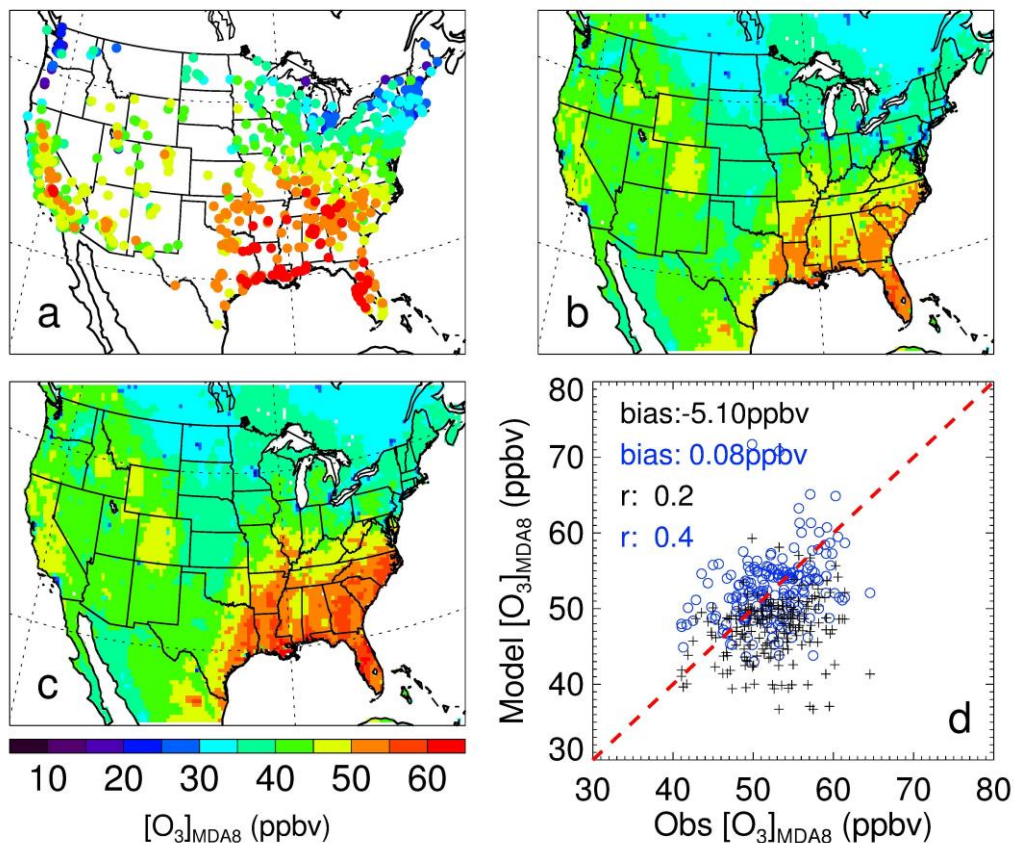 a
b
c
10 20 30 40 50 60
[O₃]MDA8 (ppbv)
Model [O₃]MDA8 (ppbv)
80
70
60
50
40
30
bias:-5.10ppbv
bias: 0.08ppbv
r: 0.2
r: 0.4
d
30 40 50 60 70 80
Obs [O₃]MDA8 (ppbv)